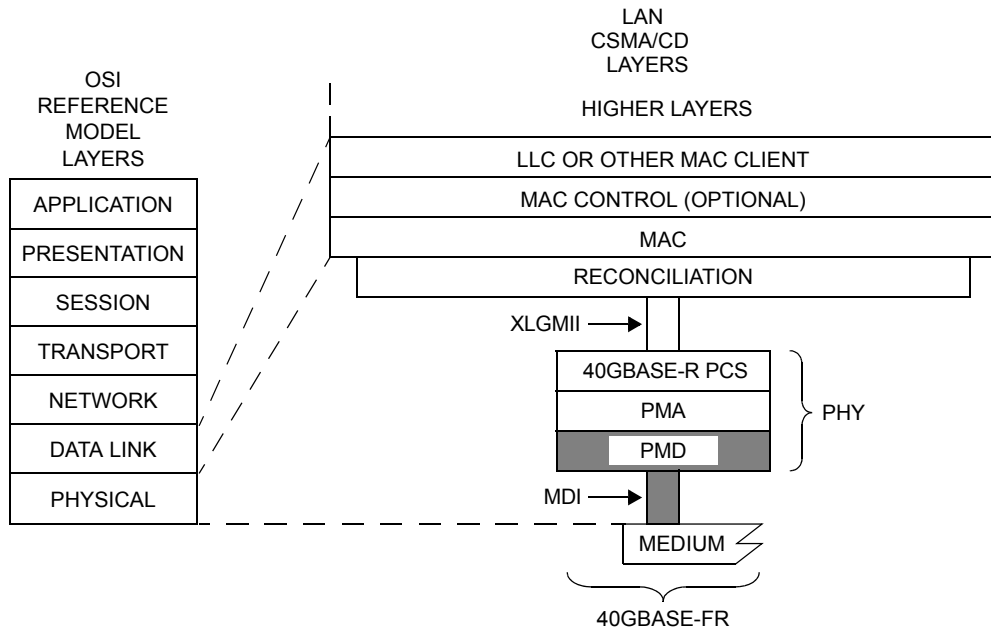 LAN
CSMA/CD
LAYERS
OSI
REFERENCE
MODEL
LAYERS
HIGHER LAYERS
LLC OR OTHER MAC CLIENT
MAC CONTROL (OPTIONAL)
MAC
RECONCILIATION
APPLICATION
PRESENTATION
SESSION
TRANSPORT
NETWORK
DATA LINK
PHYSICAL
XLGMII
40GBASE-R PCS
PMA
PMD
PHY
MDI
MEDIUM
40GBASE-FR